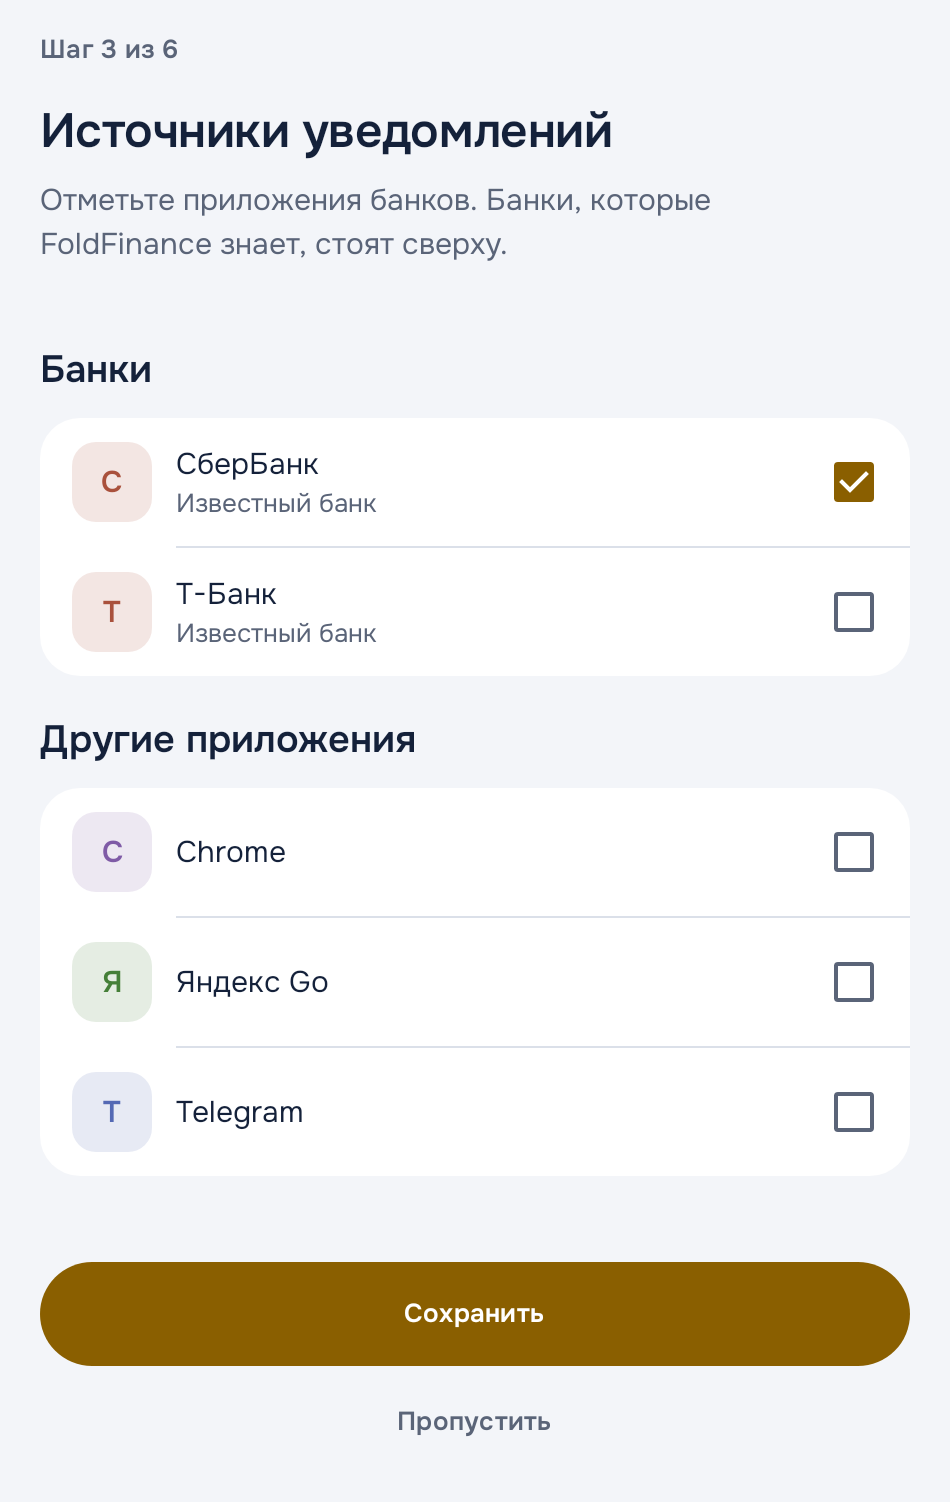 Шаг 3 из 6
Источники уведомлений
Отметьте приложения банков. Банки, которые
FoldFinance знает, стоят сверху.
Банки
С
СберБанк
Известный банк
Т
Т-Банк
Известный банк
Другие приложения
C
Chrome
Я
Яндекс Go
T
Telegram
Сохранить
Пропустить